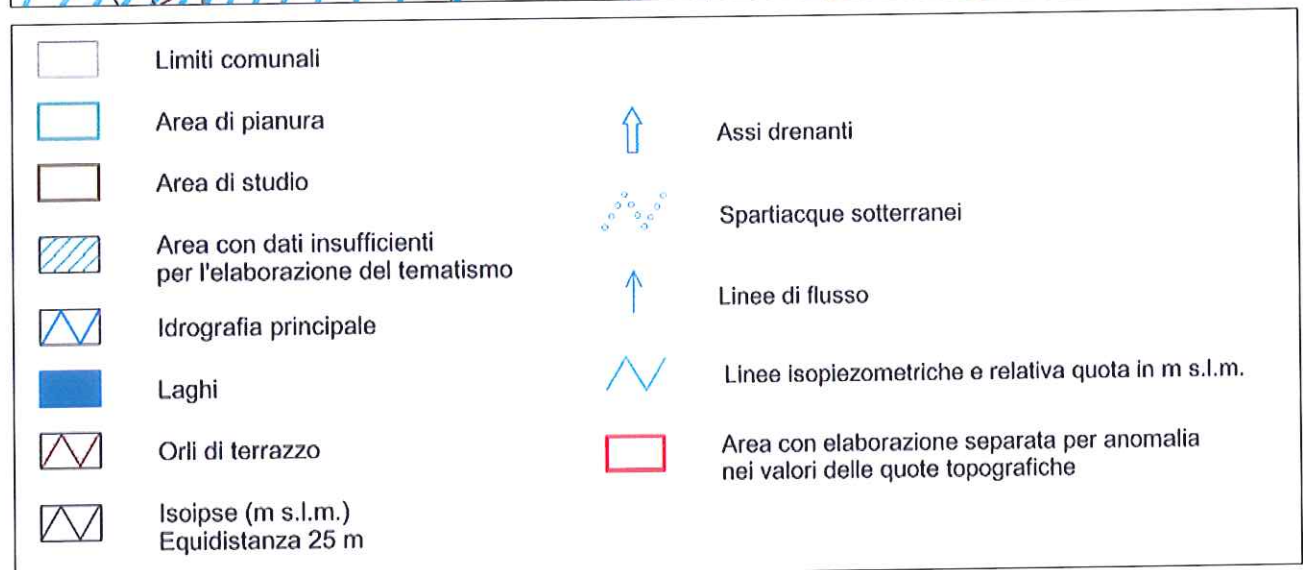 Limiti comunali
Area di pianura
Area di studio
Area con dati insufficienti
per l'elaborazione del tematismo
Idrografia principale
Laghi
Orli di terrazzo
Isoipse (m s.l.m.)
Equidistanza 25 m
Assi drenanti
Spartiacque sotterranei
Linee di flusso
Linee isopiezometriche e relativa quota in m s.l.m.
Area con elaborazione separata per anomalia
nei valori delle quote topografiche